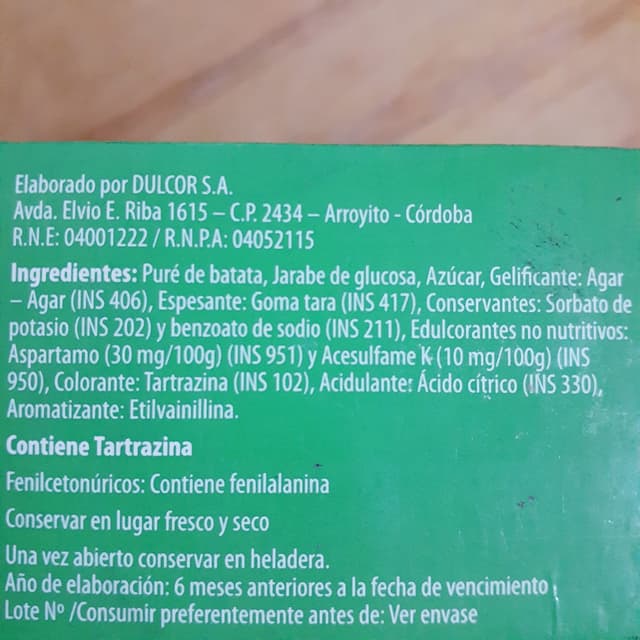 Elaborado por DULCOR S.A.
Avda. Elvio E. Riba 1615 – C.P. 2434 – Arroyito - Córdoba
R.N.E: 04001222 / R.N.P.A: 04052115
Ingredientes: Puré de batata, Jarabe de glucosa, Azúcar, Gelificante: Agar
– Agar (INS 406), Espesante: Goma tara (INS 417), Conservantes: Sorbato de
potasio (INS 202) y benzoato de sodio (INS 211), Edulcorantes no nutritivos:
Aspartamo (30 mg/100g) (INS 951) y Acesulfame K (10 mg/100g) (INS
950), Colorante: Tartrazina (INS 102), Acidulante: Ácido cítrico (INS 330),
Aromatizante: Etilvainillina.
Contiene Tartrazina
Fenilcetonúricos: Contiene fenilalanina
Conservar en lugar fresco y seco
Una vez abierto conservar en heladera.
Año de elaboración: 6 meses anteriores a la fecha de vencimiento
Lote Nº /Consumir preferentemente antes de: Ver envase